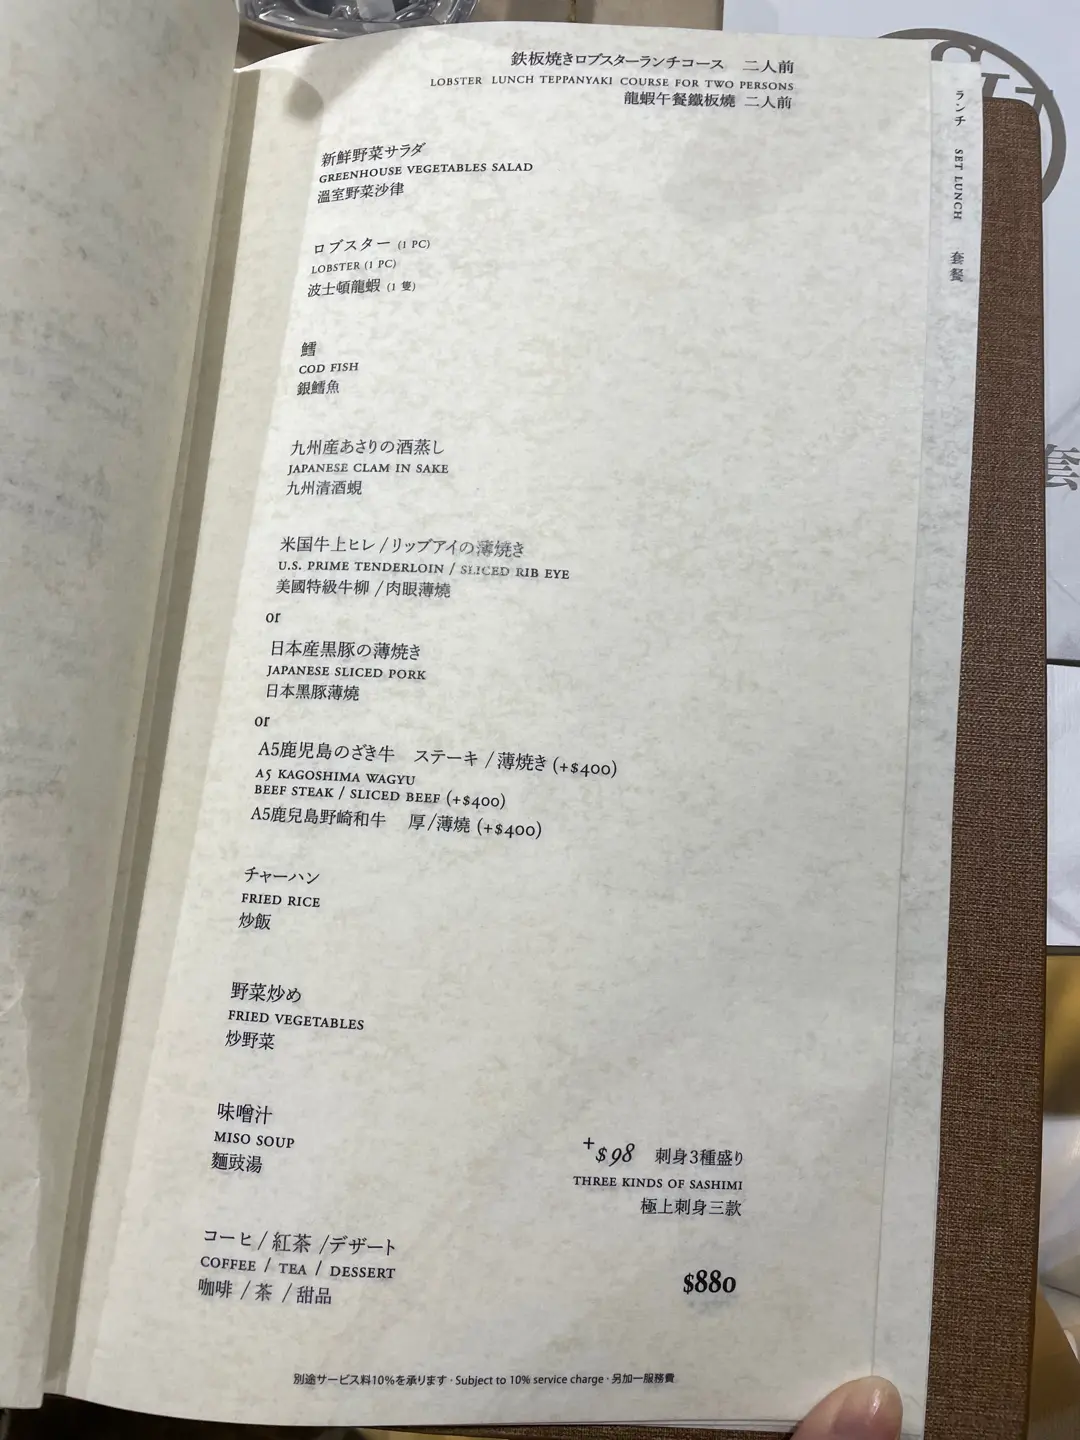 鉄板焼きロブスターランチコース 二人前
LOBSTER LUNCH TEPPANYAKI COURSE FOR TWO PERSONS
龍蝦午餐鐵板燒 二人前
新鮮野菜サラダ
GREENHOUSE VEGETABLES SALAD
溫室野菜沙律
ロブスター (1 PC)
LOBSTER (1 PC)
波士頓龍蝦 (1 隻)
鱈
COD FISH
銀鱈魚
九州産あさりの酒蒸し
JAPANESE CLAM IN SAKE
九州清酒蜆
米国牛上ヒレ / リップアイの薄焼き
U.S. PRIME TENDERLOIN / SLICED RIB EYE
美國特級牛柳 / 肉眼薄燒
or
日本産黒豚の薄焼き
JAPANESE SLICED PORK
日本黑豚薄燒
or
A5鹿児島のざき牛 ステーキ / 薄焼き (+$400)
A5 KAGOSHIMA WAGYU
BEEF STEAK / SLICED BEEF (+$400)
A5鹿兒島野崎和牛 厚/薄燒 (+$400)
チャーハン
FRIED RICE
炒飯
野菜炒め
FRIED VEGETABLES
炒野菜
味噌汁
MISO SOUP
麵豉湯
+$98 刺身3種盛り
THREE KINDS OF SASHIMI
極上刺身三款
コーヒ / 紅茶 / デザート
COFFEE / TEA / DESSERT
咖啡 / 茶 / 甜品
$880
別途サービス料10%を承ります · Subject to 10% service charge · 另加一服務費
ランチ SET LUNCH 套餐
套